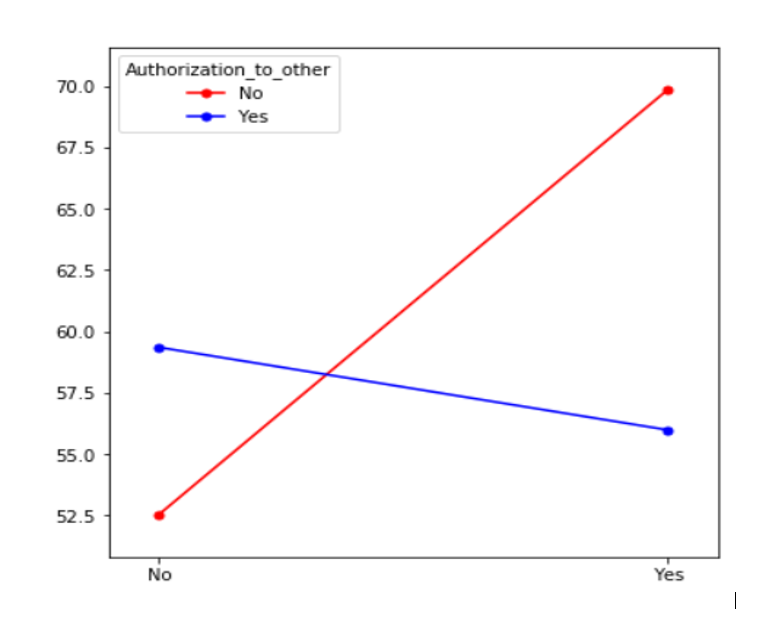 Authorization_to_other
No
Yes
70.0
67.5
65.0
62.5
60.0
57.5
55.0
52.5
No Yes